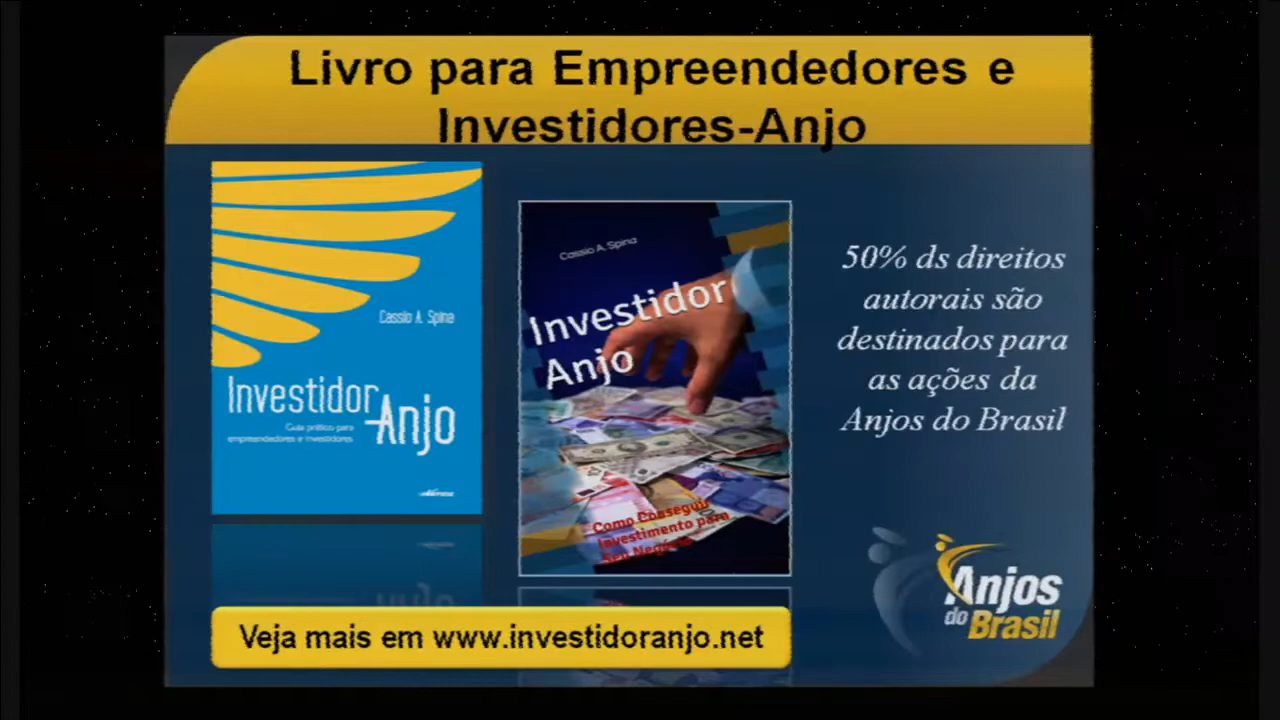 Livro para Empreendedores e
Investidores-Anjo
Cassio A. Spina
Investidor
Anjo
Guia prático para
empreendedores e investidores
Cassio A. Spina
Investidor
Anjo
Como Conseguir
Investimento para
Seu Negócio
50% ds direitos
autorais são
destinados para
as ações da
Anjos do Brasil
Anjos
do Brasil
Veja mais em www.investidoranjo.net